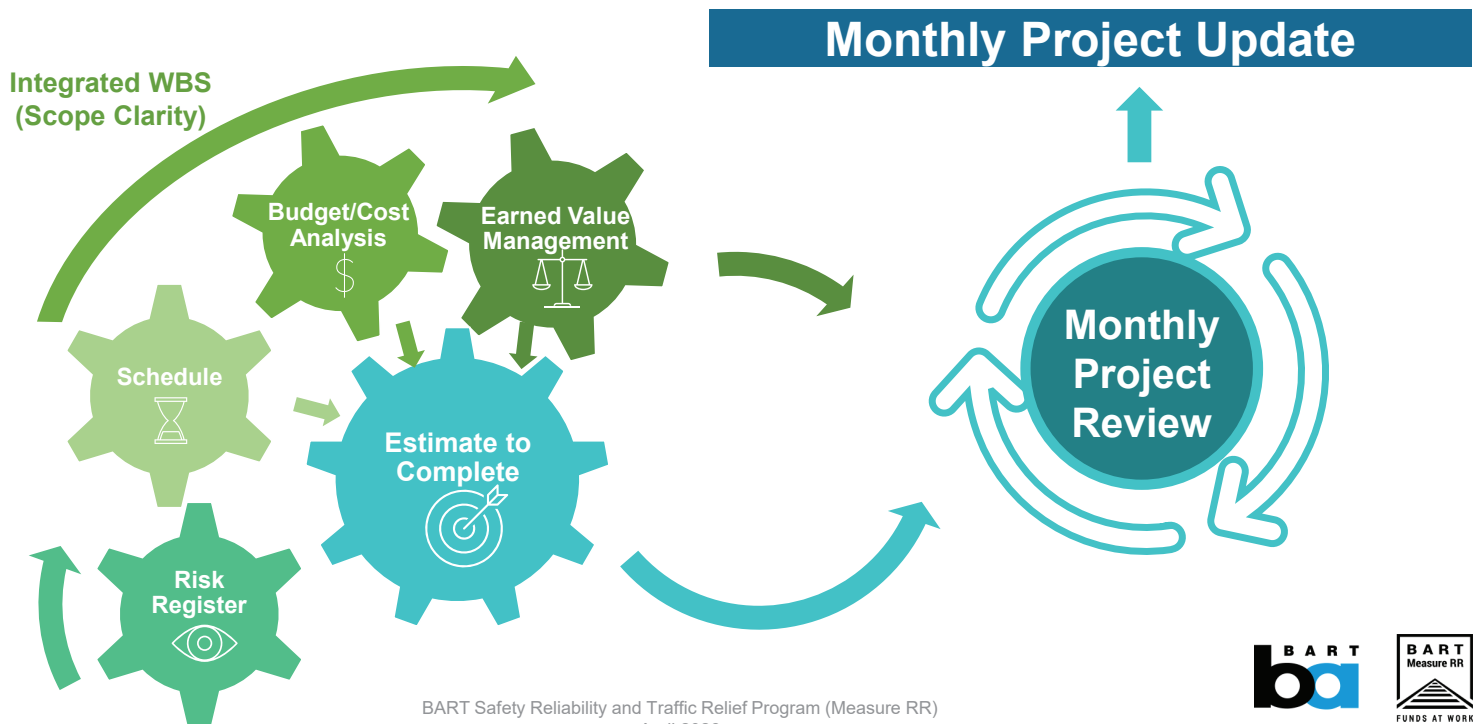 Monthly Project Update
Integrated WBS
(Scope Clarity)
Budget/Cost
Analysis
$
Earned Value
Management
Schedule
Estimate to
Complete
Risk
Register
Monthly
Project
Review
BART Safety Reliability and Traffic Relief Program (Measure RR)
BART
ba
BART
Measure RR
FUNDS AT WORK